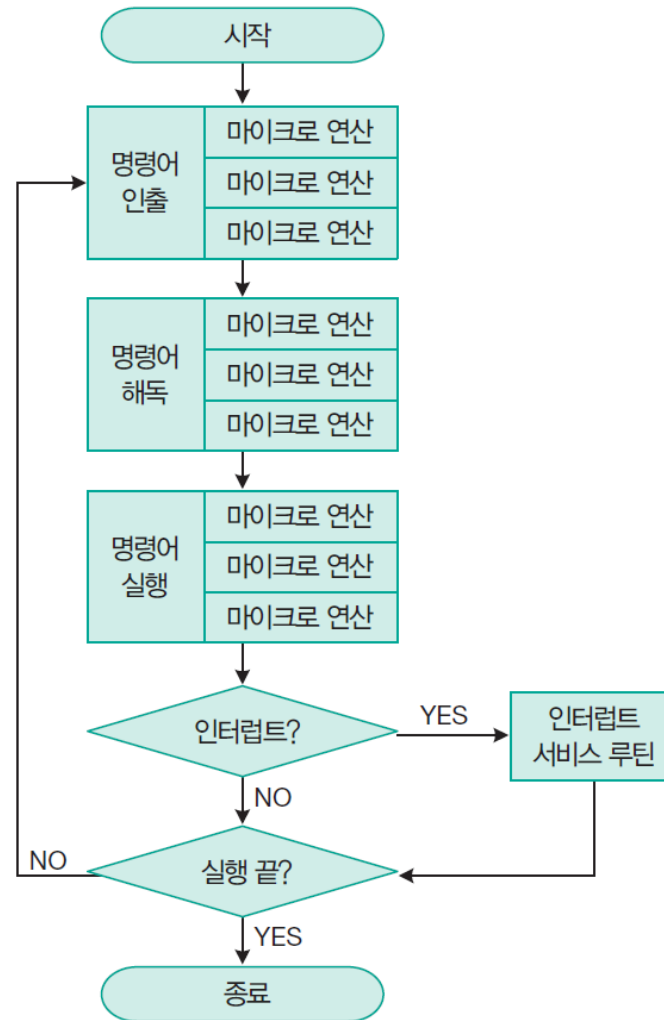 시작
명령어
인출
마이크로 연산
마이크로 연산
마이크로 연산
명령어
해독
마이크로 연산
마이크로 연산
마이크로 연산
명령어
실행
마이크로 연산
마이크로 연산
마이크로 연산
인터럽트?
YES
인터럽트
서비스 루틴
NO
실행 끝?
NO
YES
종료